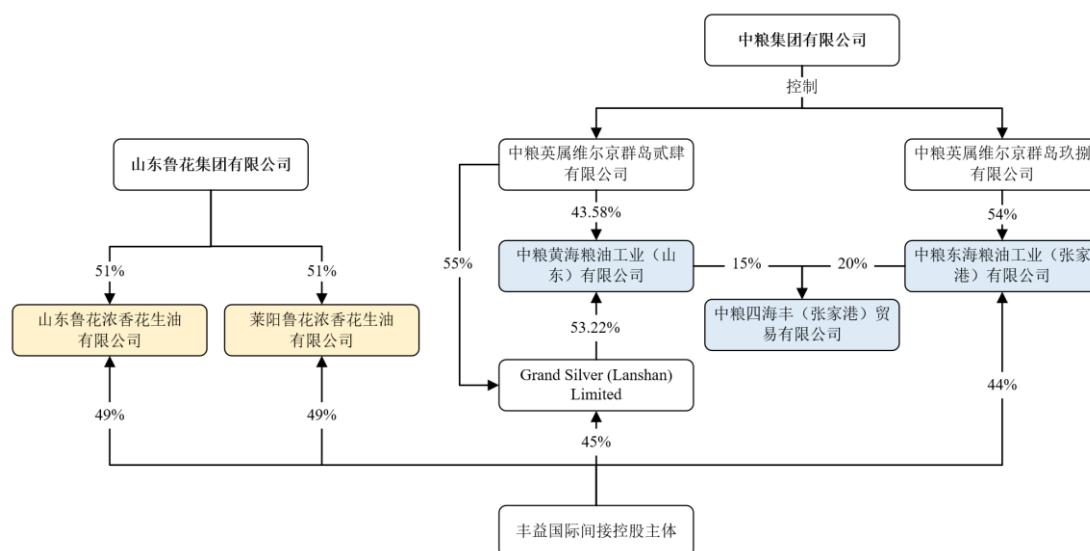 中粮集团有限公司
控制
山东鲁花集团有限公司
中粮英属维尔京群岛贰肆
有限公司
中粮英属维尔京群岛玖捌
有限公司
43.58%
54%
51%
51%
55%
中粮黄海粮油工业（山
东）有限公司
15%
20%
中粮东海粮油工业（张家
港）有限公司
山东鲁花浓香花生油
有限公司
莱阳鲁花浓香花生油
有限公司
中粮四海丰（张家港）贸
易有限公司
53.22%
Grand Silver (Lanshan)
Limited
44%
49%
49%
45%
丰益国际间接控股主体